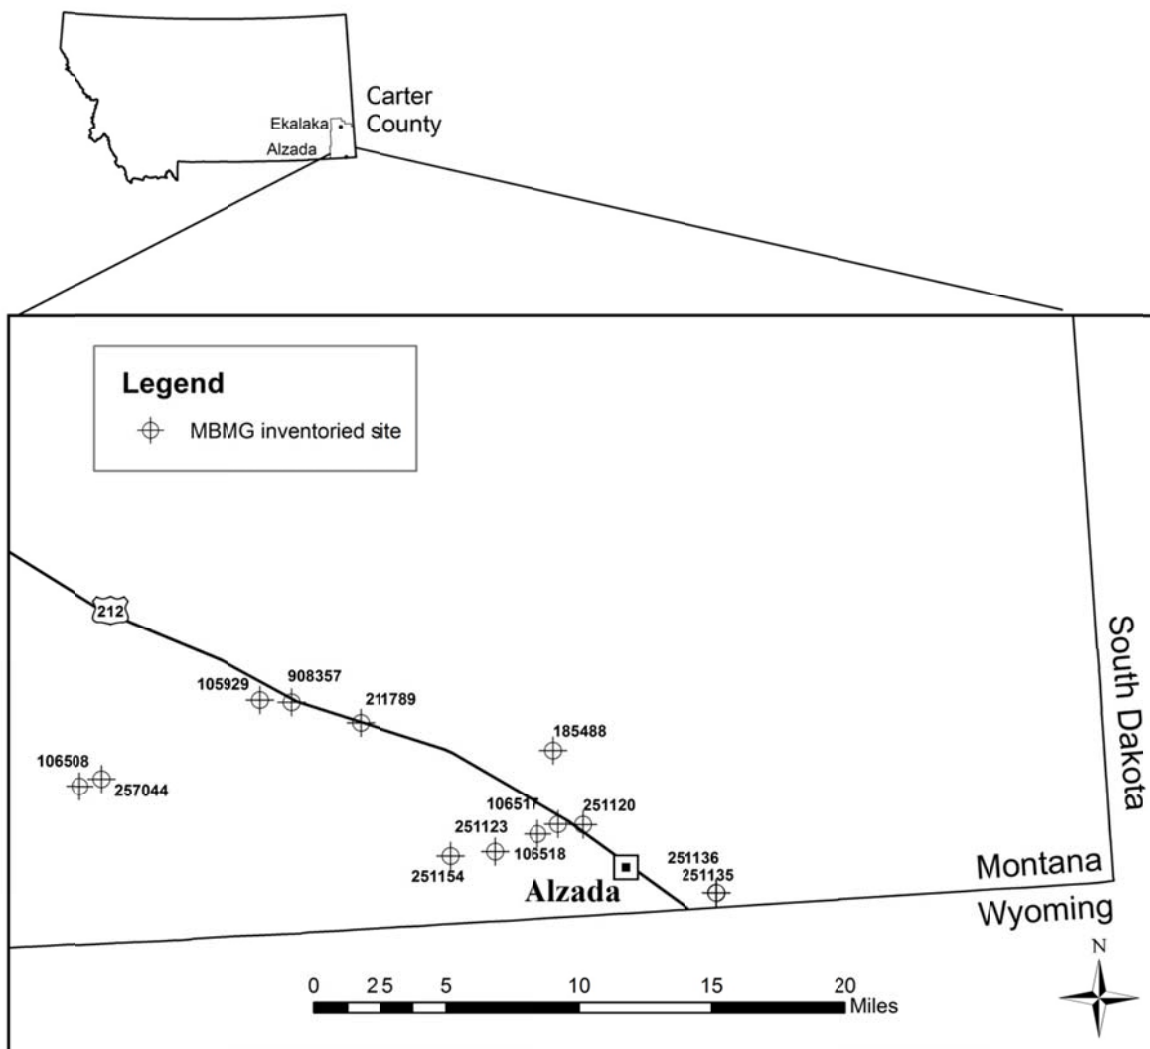 Carter
County
Ekalaka
Alzada
Legend
MBMG inventoried site
212
908357
105929
211789
185488
106508
257044
106517
251120
251123
106518
251154
251136
251135
Alzada
South Dakota
Montana
Wyoming
N
0 2 5 5 10 15 20
Miles